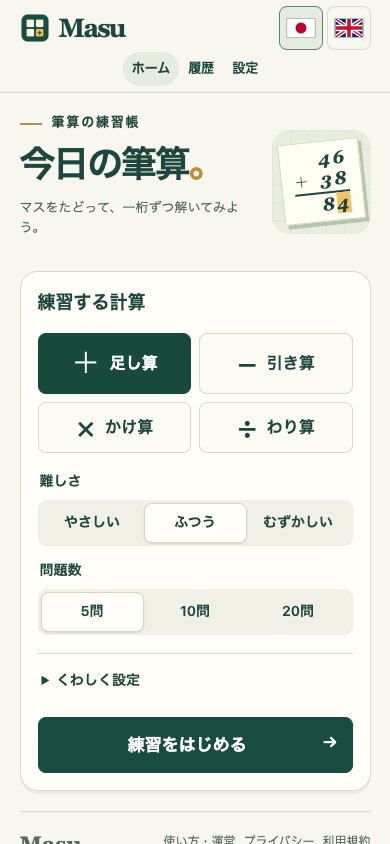 Masu
ホーム 履歴 設定
筆算の練習帳
今日の筆算。
マスをたどって、一桁ずつ解いてみよ
う。
46
+ 38
84
練習する計算
＋ 足し算
− 引き算
× かけ算
÷ わり算
難しさ
やさしい ふつう むずかしい
問題数
5問 10問 20問
▶ くわしく設定
練習をはじめる →
Masu
使い方・運営 プライバシー 利用規約